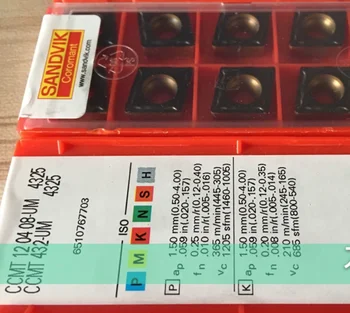 SANDVIK
Coromant
www.sandvik.com
CCMT 12 04 08-UM 4325
CCMT 432-UM 4325
6510767703
ISO
P M K N S H
P ap 1.50 mm(0.50-4.00)
.059 in(.020-.157)
fn 0.25 mm/r(0.12-0.40)
.010 in/r(.005-.016)
vc 365 m/min(445-305)
1205 sfm(1460-1005)
K ap 1.50 mm(0.50-4.00)
.059 in(.020-.157)
fn 0.20 mm/r(0.12-0.35)
.008 in/r(.005-.014)
vc 210 m/min(245-165)
685 sfm(800-540)